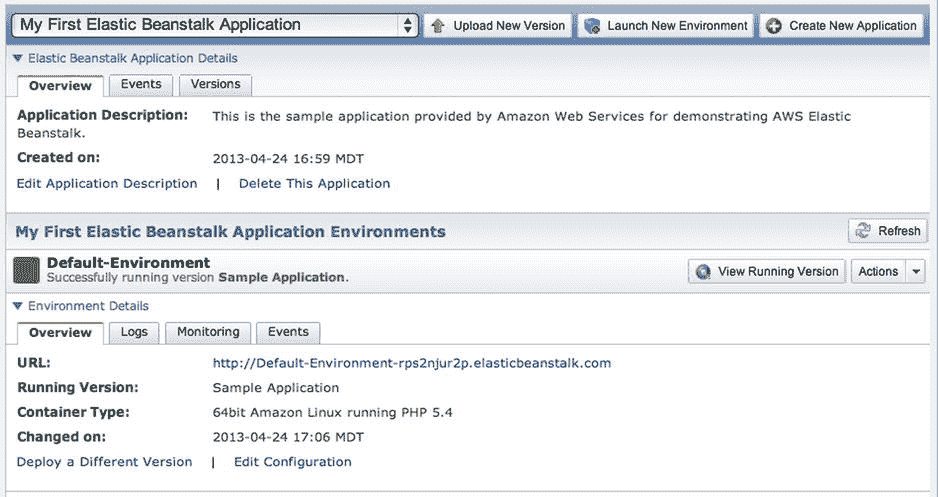 My First Elastic Beanstalk Application Upload New Version Launch New Environment Create New Application
Elastic Beanstalk Application Details
Overview Events Versions
Application Description: This is the sample application provided by Amazon Web Services for demonstrating AWS Elastic
Beanstalk.
Created on: 2013-04-24 16:59 MDT
Edit Application Description | Delete This Application
My First Elastic Beanstalk Application Environments Refresh
Default-Environment
Successfully running version Sample Application. View Running Version Actions
Environment Details
Overview Logs Monitoring Events
URL: http://Default-Environment-rps2njur2p.elasticbeanstalk.com
Running Version: Sample Application
Container Type: 64bit Amazon Linux running PHP 5.4
Changed on: 2013-04-24 17:06 MDT
Deploy a Different Version | Edit Configuration